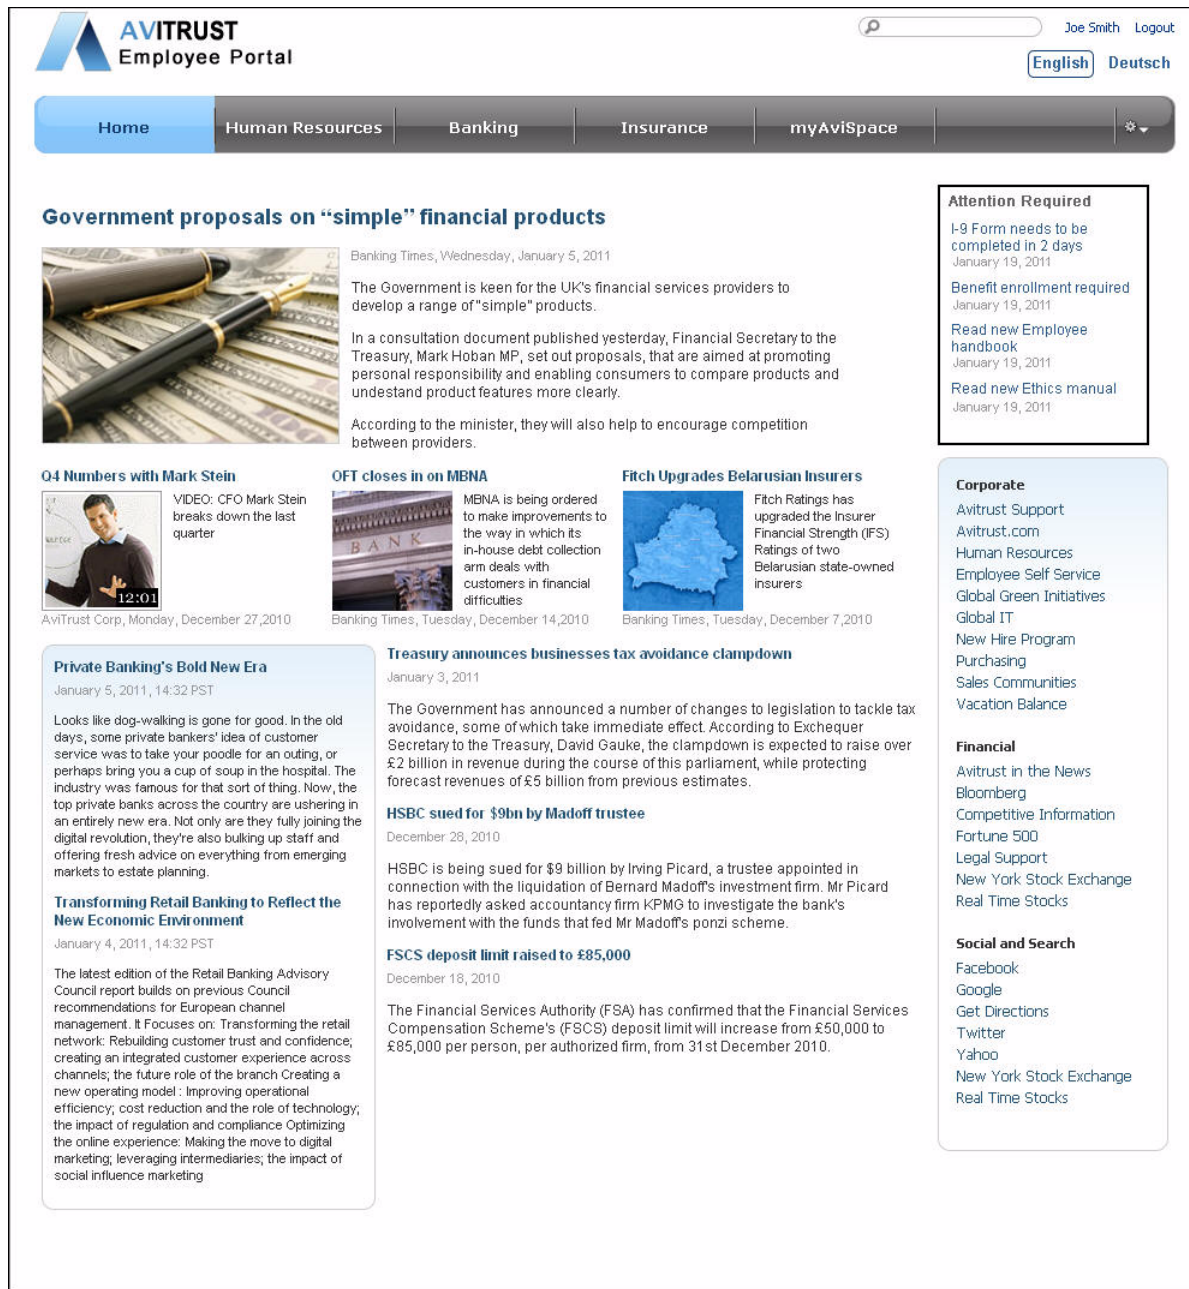 AVITRUST
Employee Portal
Joe Smith Logout
English Deutsch
Home Human Resources Banking Insurance myAviSpace
Government proposals on “simple” financial products
Banking Times, Wednesday, January 5, 2011
The Government is keen for the UK's financial services providers to
develop a range of "simple" products.
In a consultation document published yesterday, Financial Secretary to the
Treasury, Mark Hoban MP, set out proposals, that are aimed at promoting
personal responsibility and enabling consumers to compare products and
undestand product features more clearly.
According to the minister, they will also help to encourage competition
between providers.
Attention Required
I-9 Form needs to be
completed in 2 days
January 19, 2011
Benefit enrollment required
January 19, 2011
Read new Employee
handbook
January 19, 2011
Read new Ethics manual
January 19, 2011
Q4 Numbers with Mark Stein
VIDEO: CFO Mark Stein
breaks down the last
quarter
12:01
AviTrust Corp, Monday, December 27,2010
OFT closes in on MBNA
BANK
MBNA is being ordered
to make improvements to
the way in which its
in-house debt collection
arm deals with
customers in financial
difficulties
Banking Times, Tuesday, December 14,2010
Fitch Upgrades Belarusian Insurers
Fitch Ratings has
upgraded the Insurer
Financial Strength (IFS)
Ratings of two
Belarusian state-owned
insurers
Banking Times, Tuesday, December 7,2010
Private Banking's Bold New Era
January 5, 2011, 14:32 PST
Looks like dog-walking is gone for good. In the old
days, some private bankers' idea of customer
service was to take your poodle for an outing, or
perhaps bring you a cup of soup in the hospital. The
industry was famous for that sort of thing. Now, the
top private banks across the country are ushering in
an entirely new era. Not only are they fully joining the
digital revolution, they're also bulking up staff and
offering fresh advice on everything from emerging
markets to estate planning.
Transforming Retail Banking to Reflect the
New Economic Environment
January 4, 2011, 14:32 PST
The latest edition of the Retail Banking Advisory
Council report builds on previous Council
recommendations for European channel
management. It Focuses on: Transforming the retail
network: Rebuilding customer trust and confidence;
creating an integrated customer experience across
channels; the future role of the branch Creating a
new operating model : Improving operational
efficiency; cost reduction and the role of technology;
the impact of regulation and compliance Optimizing
the online experience: Making the move to digital
marketing; leveraging intermediaries; the impact of
social influence marketing
Treasury announces businesses tax avoidance clampdown
January 3, 2011
The Government has announced a number of changes to legislation to tackle tax
avoidance, some of which take immediate effect. According to Exchequer
Secretary to the Treasury, David Gauke, the clampdown is expected to raise over
£2 billion in revenue during the course of this parliament, while protecting
forecast revenues of £5 billion from previous estimates.
HSBC sued for $9bn by Madoff trustee
December 28, 2010
HSBC is being sued for $9 billion by Irving Picard, a trustee appointed in
connection with the liquidation of Bernard Madoff's investment firm. Mr Picard
has reportedly asked accountancy firm KPMG to investigate the bank's
involvement with the funds that fed Mr Madoff's ponzi scheme.
FSCS deposit limit raised to £85,000
December 18, 2010
The Financial Services Authority (FSA) has confirmed that the Financial Services
Compensation Scheme's (FSCS) deposit limit will increase from £50,000 to
£85,000 per person, per authorized firm, from 31st December 2010.
Corporate
Avitrust Support
Avitrust.com
Human Resources
Employee Self Service
Global Green Initiatives
Global IT
New Hire Program
Purchasing
Sales Communities
Vacation Balance
Financial
Avitrust in the News
Bloomberg
Competitive Information
Fortune 500
Legal Support
New York Stock Exchange
Real Time Stocks
Social and Search
Facebook
Google
Get Directions
Twitter
Yahoo
New York Stock Exchange
Real Time Stocks